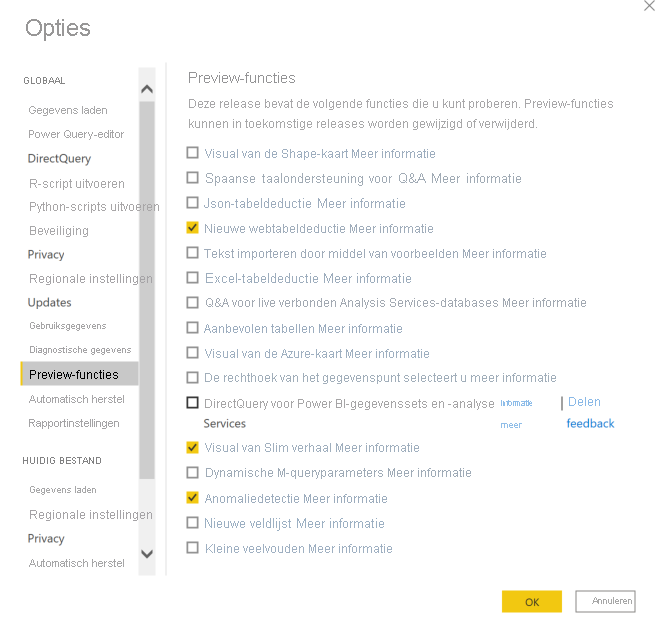 Opties
GLOBAAL
Gegevens laden
Power Query-editor
DirectQuery
R-script uitvoeren
Python-scripts uitvoeren
Beveiliging
Privacy
Regionale instellingen
Updates
Gebruiksgegevens
Diagnostische gegevens
Preview-functies
Automatisch herstel
Rapportinstellingen
HUIDIG BESTAND
Gegevens laden
Regionale instellingen
Privacy
Automatisch herstel
Preview-functies
Deze release bevat de volgende functies die u kunt proberen. Preview-functies
kunnen in toekomstige releases worden gewijzigd of verwijderd.
Visual van de Shape-kaart Meer informatie
Spaanse taalondersteuning voor Q&A Meer informatie
Json-tabeldeductie Meer informatie
Nieuwe webtabeldeductie Meer informatie
Tekst importeren door middel van voorbeelden Meer informatie
Excel-tabeldeductie Meer informatie
Q&A voor live verbonden Analysis Services-databases Meer informatie
Aanbevolen tabellen Meer informatie
Visual van de Azure-kaart Meer informatie
De rechthoek van het gegevenspunt selecteert u meer informatie
DirectQuery voor Power BI-gegevenssets en -analyse Informatie | Delen
Services meer feedback
Visual van Slim verhaal Meer informatie
Dynamische M-queryparameters Meer informatie
Anomaliedetectie Meer informatie
Nieuwe veldlijst Meer informatie
Kleine veelvouden Meer informatie
OK
Annuleren